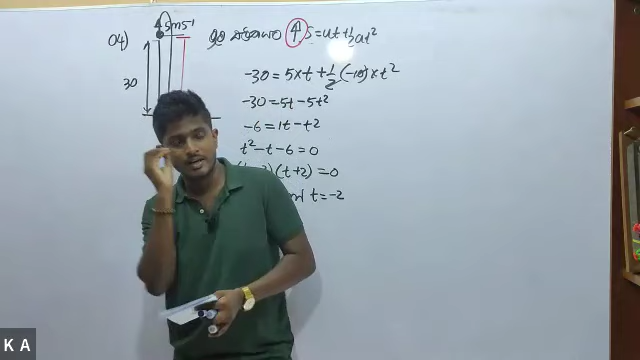 04) 5ms⁻¹
30
↑ S=ut+½at²
-30 = 5×t + ½(-10)×t²
-30 = 5t - 5t²
-6 = 1t - t²
t² - t - 6 = 0
(t+2) = 0
t = -2
K A